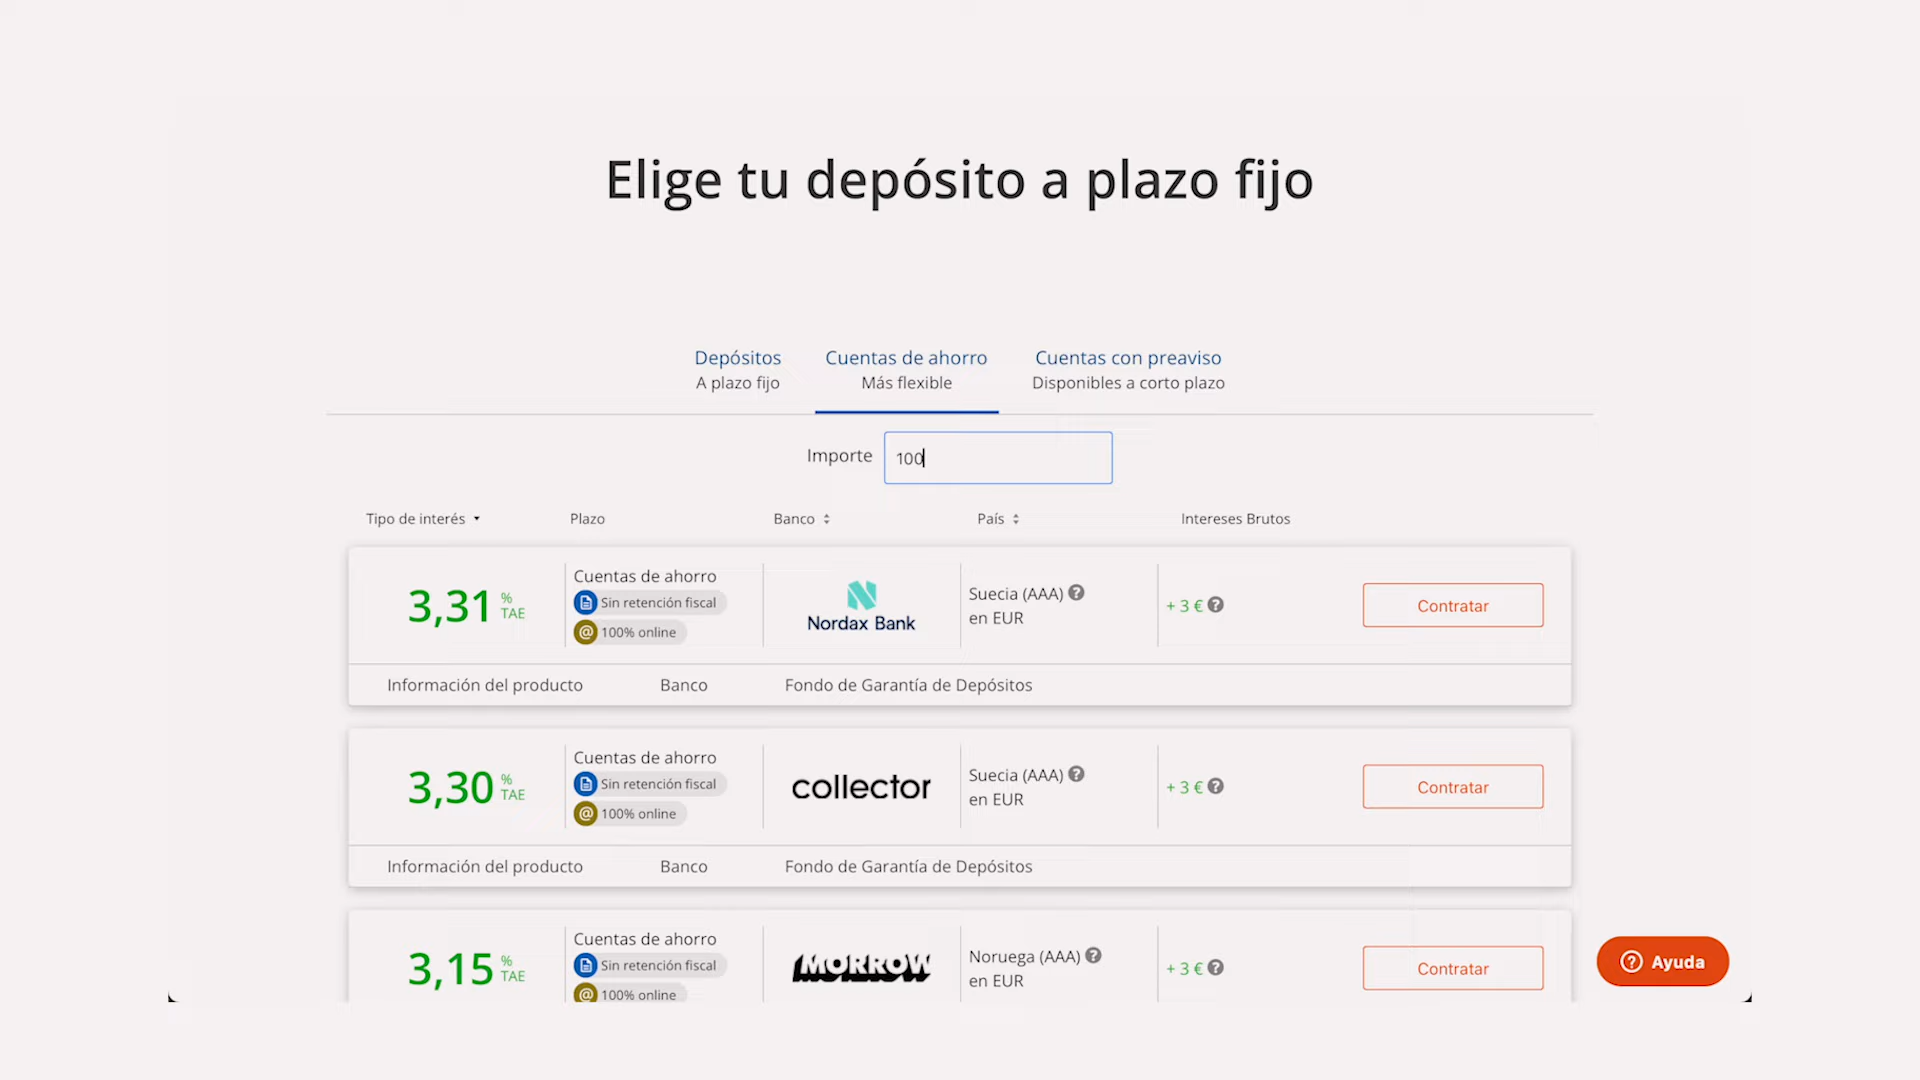 Elige tu depósito a plazo fijo
Depósitos
A plazo fijo
Cuentas de ahorro
Más flexible
Cuentas con preaviso
Disponibles a corto plazo
Importe
100
Tipo de interés
Plazo
Banco
País
Intereses Brutos
3,31 % TAE
Cuentas de ahorro
Sin retención fiscal
@ 100% online
Nordax Bank
Suecia (AAA) ?
en EUR
+ 3 € ?
Contratar
Información del producto
Banco
Fondo de Garantía de Depósitos
3,30 % TAE
Cuentas de ahorro
Sin retención fiscal
@ 100% online
collector
Suecia (AAA) ?
en EUR
+ 3 € ?
Contratar
Información del producto
Banco
Fondo de Garantía de Depósitos
3,15 % TAE
Cuentas de ahorro
Sin retención fiscal
@ 100% online
MORROW
Noruega (AAA) ?
en EUR
+ 3 € ?
Contratar
? Ayuda